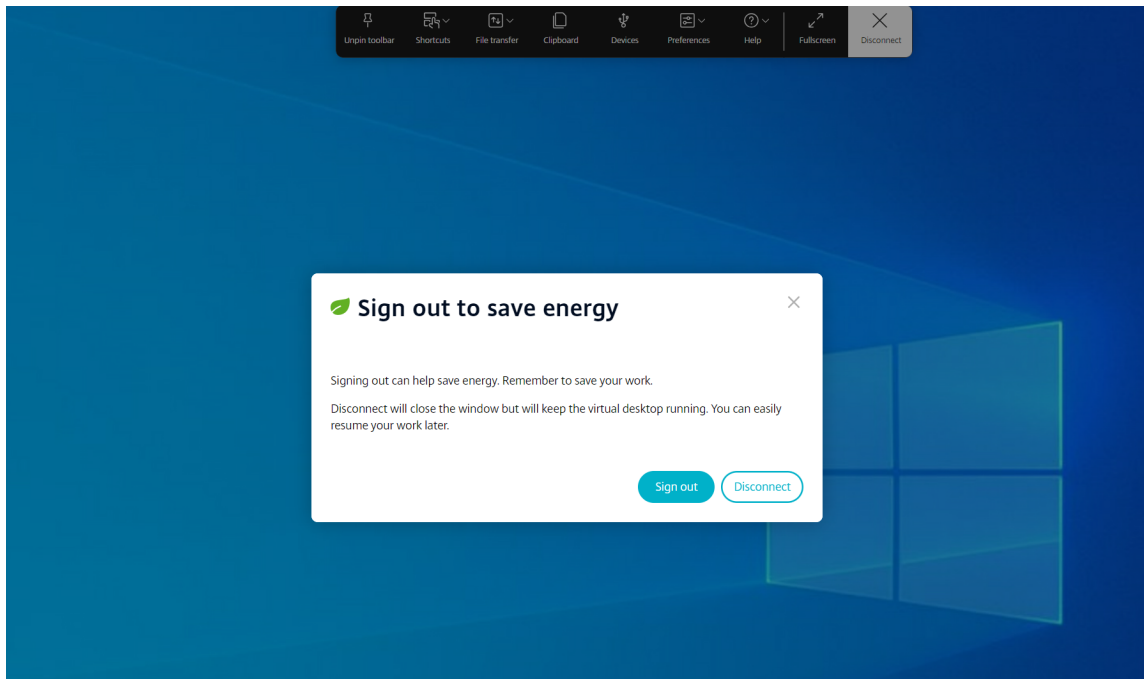 Unpin toolbar
Shortcuts
File transfer
Clipboard
Devices
Preferences
Help
Fullscreen
Disconnect
Sign out to save energy
Signing out can help save energy. Remember to save your work.
Disconnect will close the window but will keep the virtual desktop running. You can easily
resume your work later.
Sign out
Disconnect